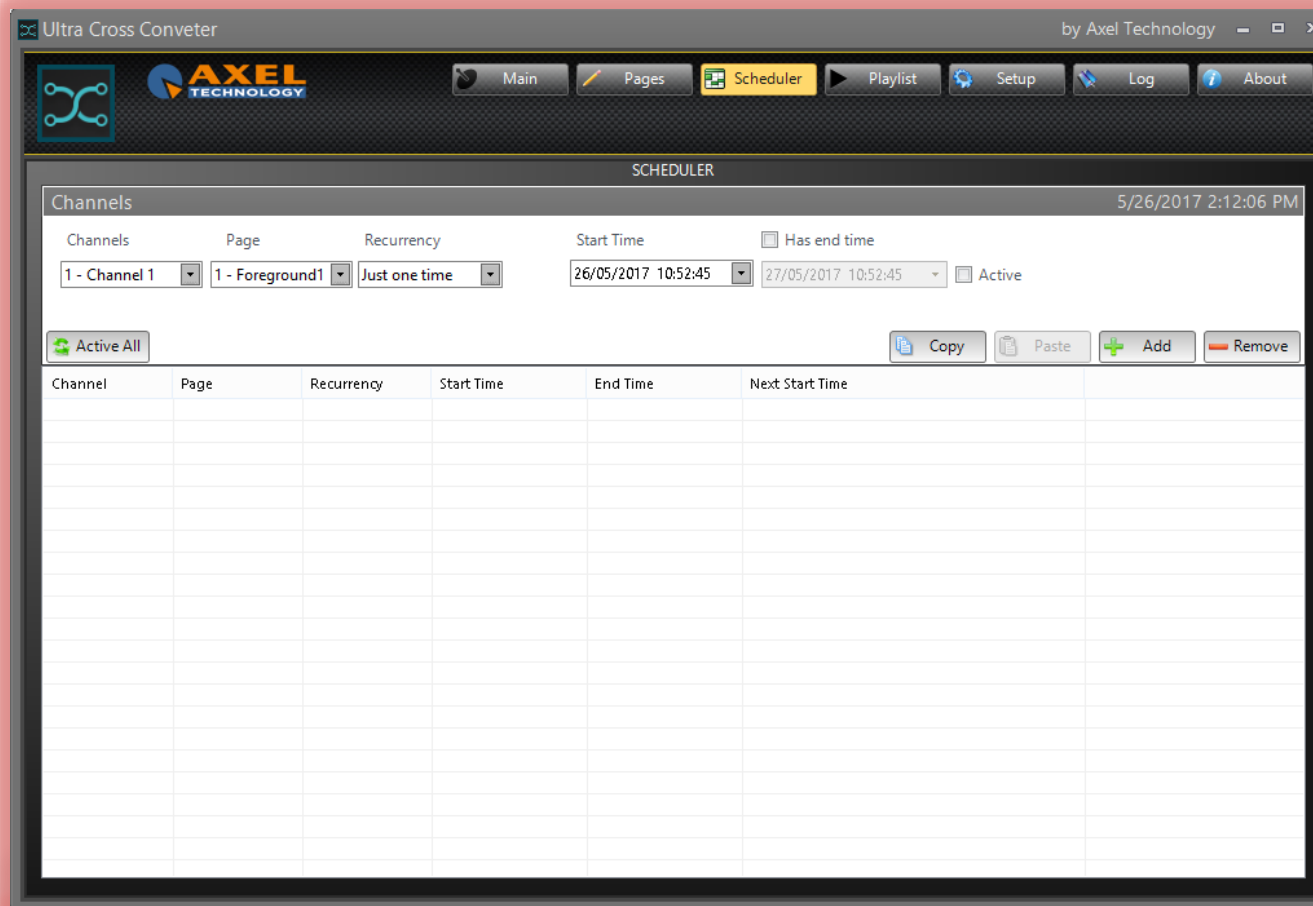 Ultra Cross Conveter by Axel Technology
AXEL
TECHNOLOGY
Main Pages Scheduler Playlist Setup Log About
SCHEDULER
Channels 5/26/2017 2:12:06 PM
Channels Page Recurrency Start Time Has end time
1 - Channel 1 1 - Foreground1 Just one time 26/05/2017 10:52:45 27/05/2017 10:52:45 Active
Active All Copy Paste Add Remove
Channel Page Recurrency Start Time End Time Next Start Time